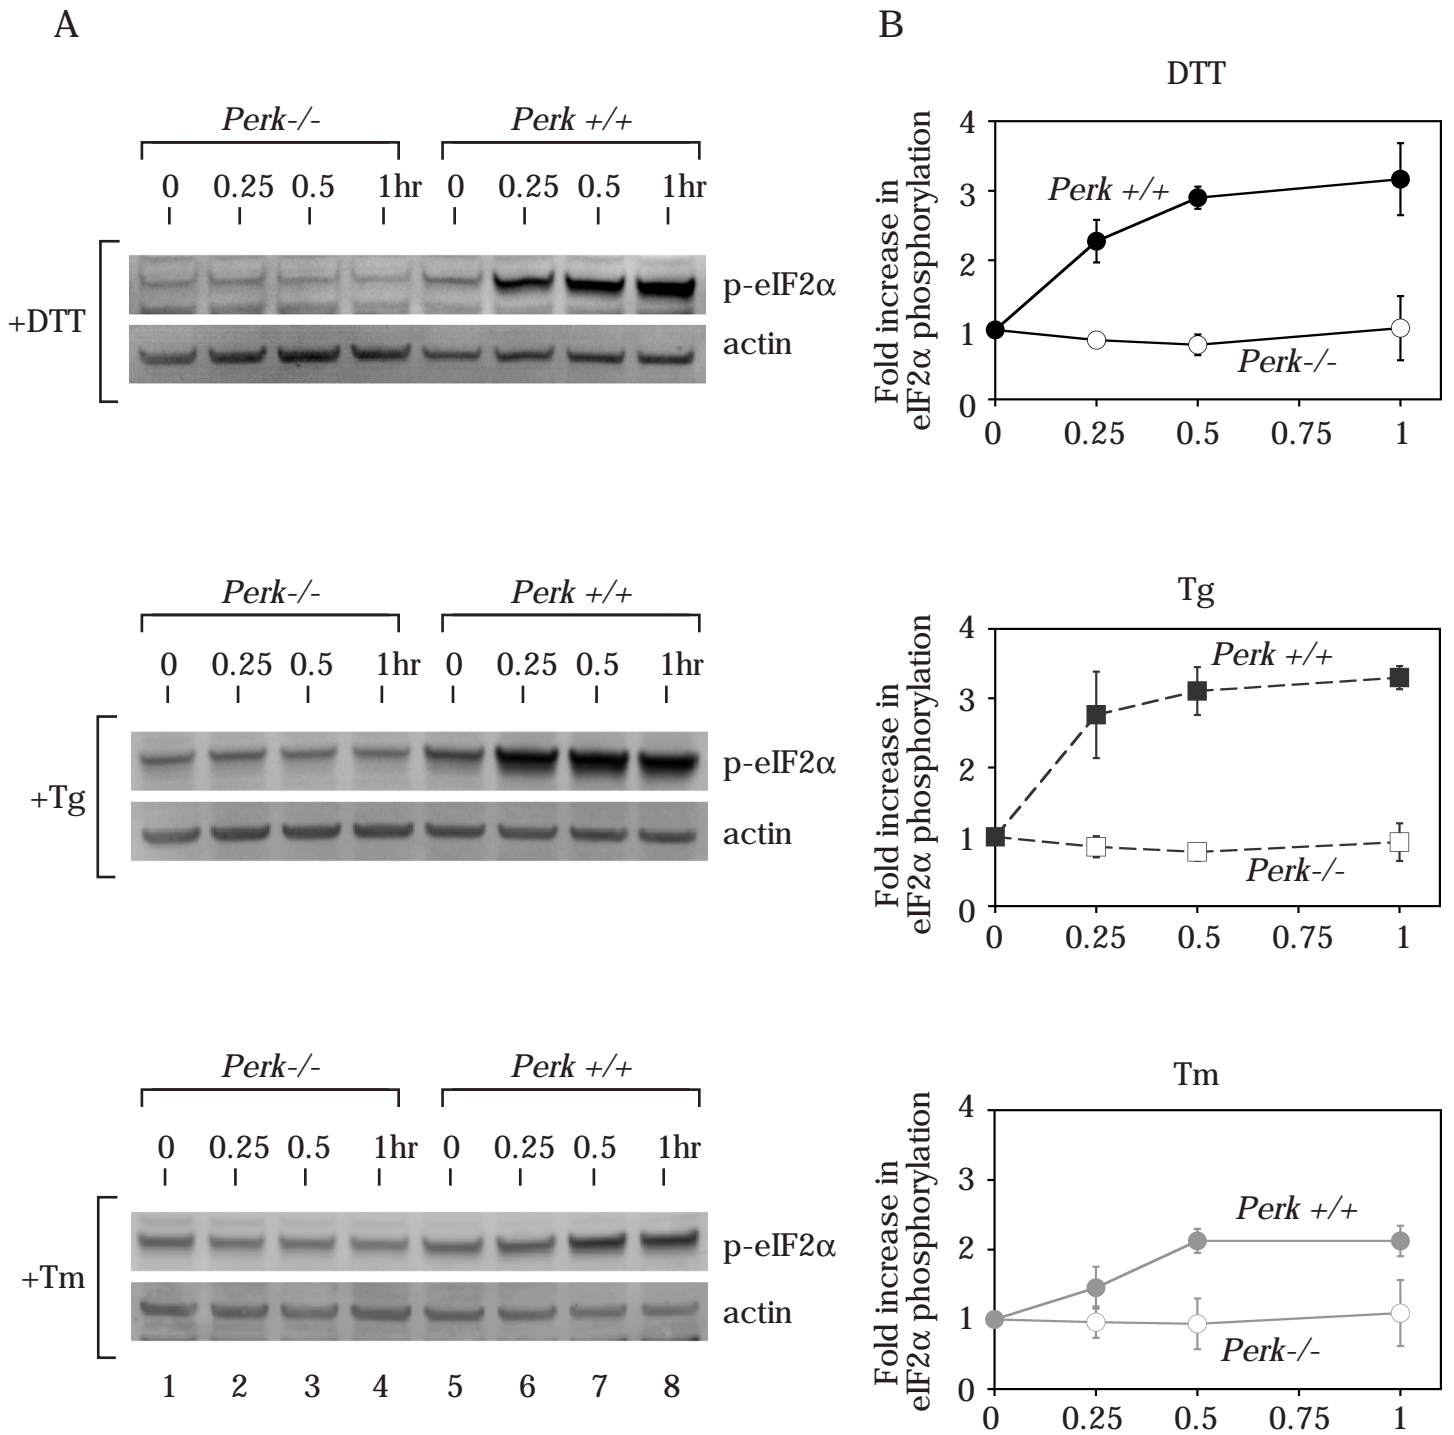 A
Perk-/- Perk +/+
0 0.25 0.5 1hr 0 0.25 0.5 1hr
+DTT
p-eIF2α
actin
Perk-/- Perk +/+
0 0.25 0.5 1hr 0 0.25 0.5 1hr
+Tg
p-eIF2α
actin
Perk-/- Perk +/+
0 0.25 0.5 1hr 0 0.25 0.5 1hr
+Tm
p-eIF2α
actin
1 2 3 4 5 6 7 8
B
DTT
Fold increase in
eIF2α phosphorylation
4
3
2
1
0
Perk +/+
Perk-/-
0 0.25 0.5 0.75 1
Tg
Fold increase in
eIF2α phosphorylation
4
3
2
1
0
Perk +/+
Perk-/-
0 0.25 0.5 0.75 1
Tm
Fold increase in
eIF2α phosphorylation
4
3
2
1
0
Perk +/+
Perk-/-
0 0.25 0.5 0.75 1